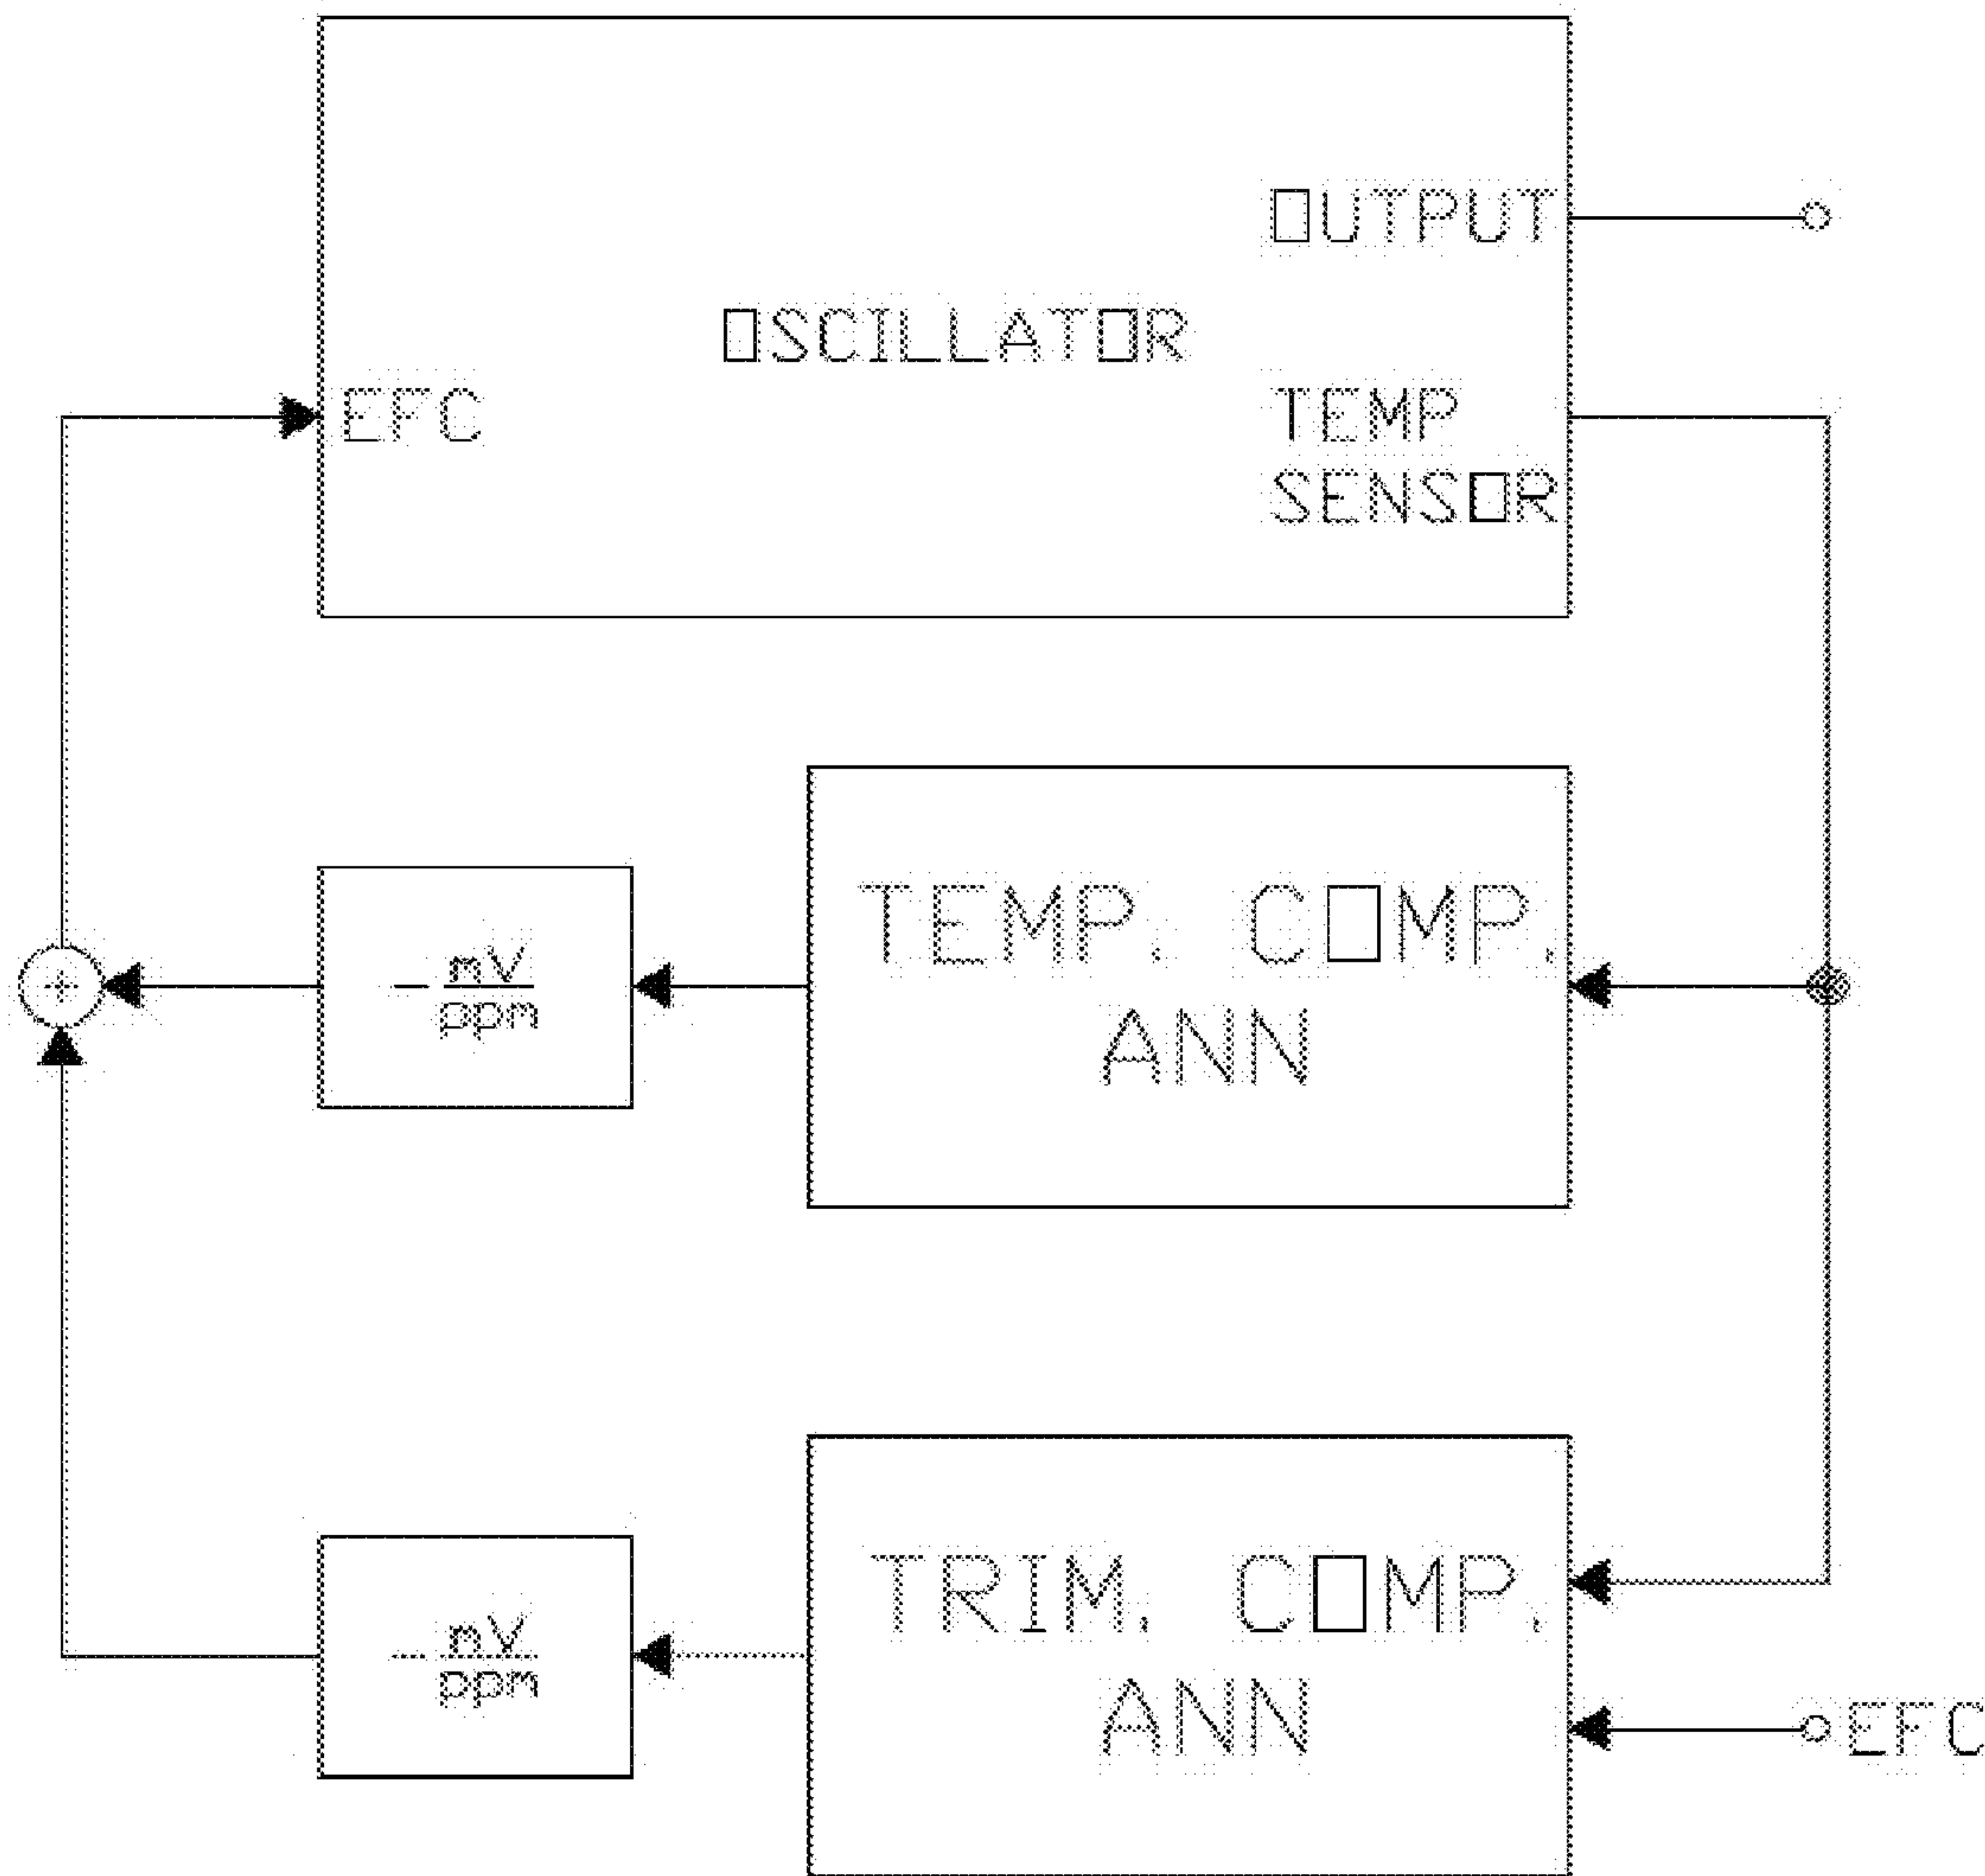 OUTPUT
OSCILLATOR
EFC
TEMP
SENSOR
TEMP. COMP.
ANN
- mV
ppm
+
TRIM. COMP.
ANN
- mV
ppm
EFC